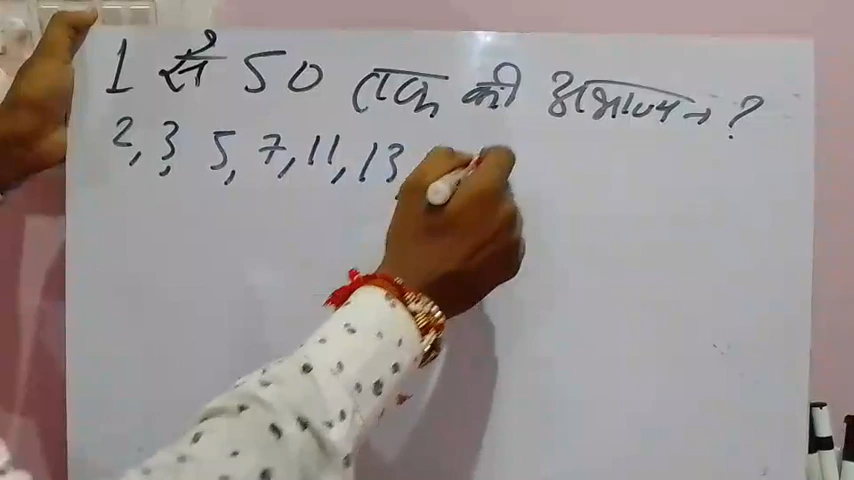 1 से 50 तक की अभाज्य → ?
2, 3, 5, 7, 11, 13